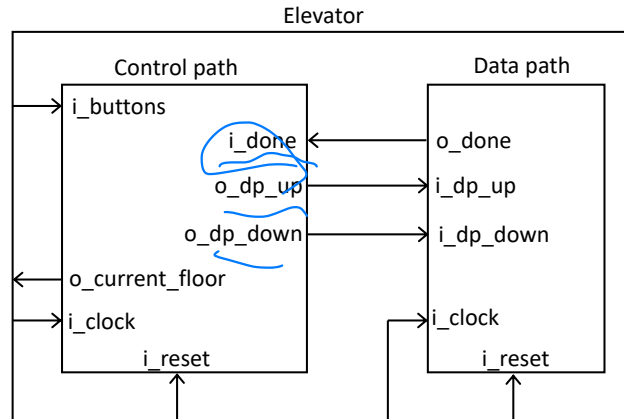 Elevator
Control path
Data path
i_buttons
i_done
o_done
o_dp_up
i_dp_up
o_dp_down
i_dp_down
o_current_floor
i_clock
i_clock
i_reset
i_reset